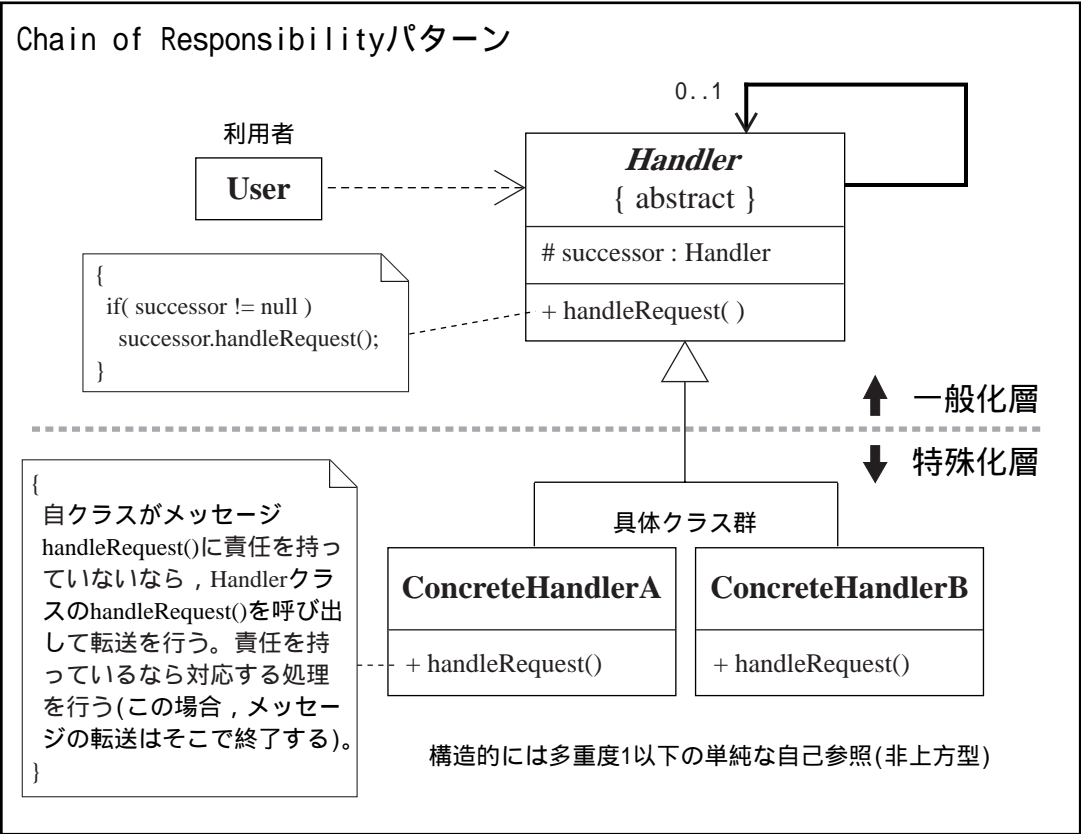 Chain of Responsibilityパターン
0..1
利用者
User
Handler
{ abstract }
# successor : Handler
+ handleRequest( )
{
if( successor != null )
successor.handleRequest();
}
一般化層
特殊化層
{
自クラスがメッセージ
handleRequest()に責任を持っ
ていないなら，Handlerクラ
スのhandleRequest()を呼び出
して転送を行う。責任を持
っているなら対応する処理
を行う(この場合，メッセー
ジの転送はそこで終了する)。
}
具体クラス群
ConcreteHandlerA
+ handleRequest()
ConcreteHandlerB
+ handleRequest()
構造的には多重度1以下の単純な自己参照(非上方型)